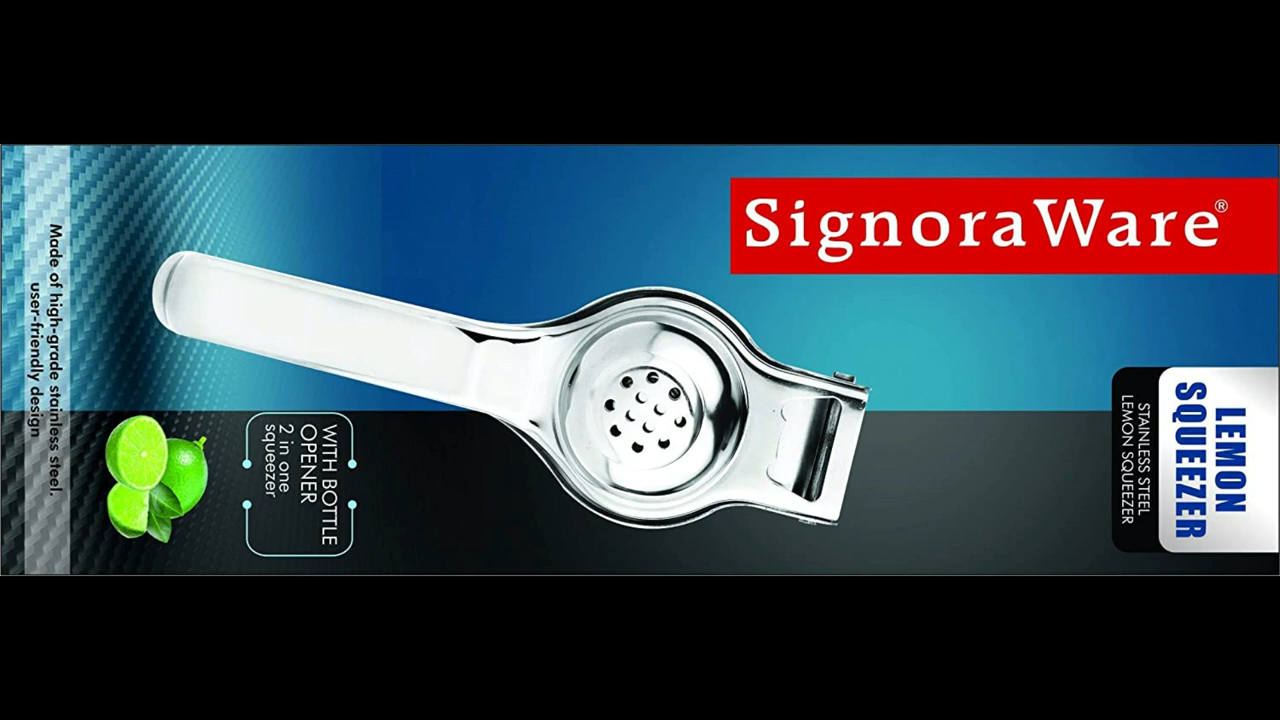 SignoraWare®
LEMON
SQUEEZER
STAINLESS STEEL
LEMON SQUEEZER
WITH BOTTLE
OPENER
2 in one
squeezer
Made of high-grade stainless steel.
user-friendly design